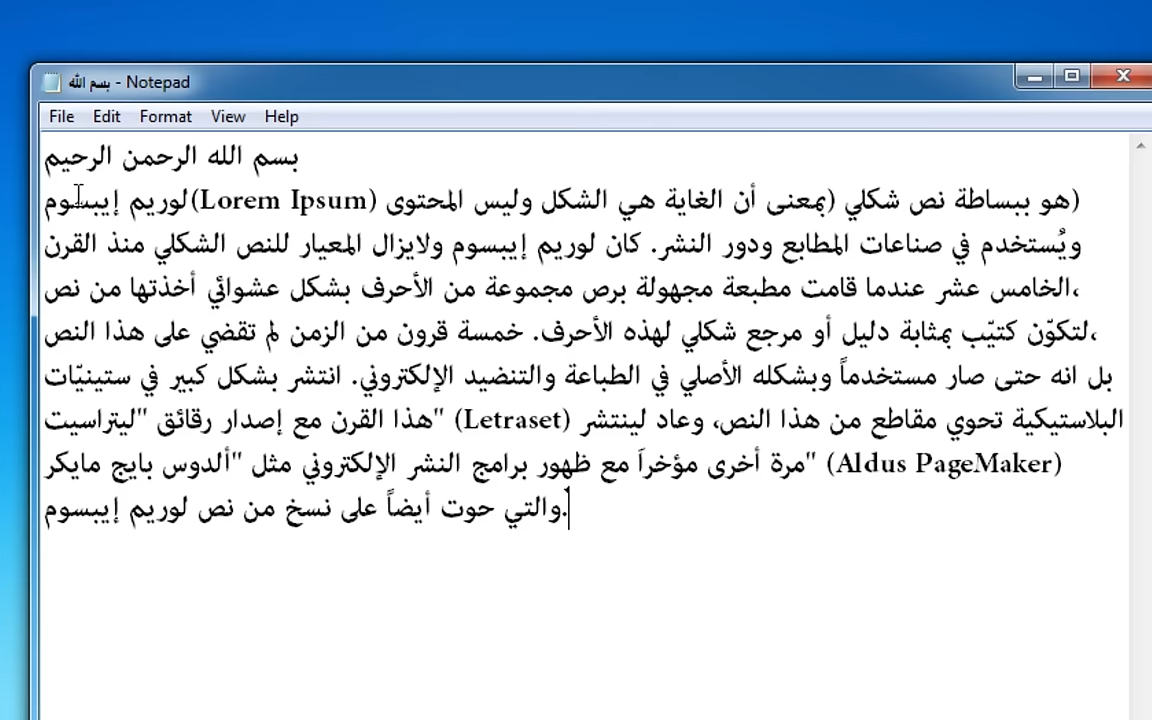 بسم الله - Notepad
File Edit Format View Help
بسم الله الرحمن الرحيم
لوريم إيبسوم(Lorem Ipsum) هو ببساطة نص شكلي (بمعنى أن الغاية هي الشكل وليس المحتوى)
ويُستخدم في صناعات المطابع ودور النشر. كان لوريم إيبسوم ولايزال المعيار للنص الشكلي منذ القرن
الخامس عشر عندما قامت مطبعة مجهولة برص مجموعة من الأحرف بشكل عشوائي أخذتها من نص،
لتكوّن كتيّب بمثابة دليل أو مرجع شكلي لهذه الأحرف. خمسة قرون من الزمن لم تقضي على هذا النص،
بل انه حتى صار مستخدماً وبشكله الأصلي في الطباعة والتنضيد الإلكتروني. انتشر بشكل كبير في ستينيّات
هذا القرن مع إصدار رقائق "ليتراسيت" (Letraset) البلاستيكية تحوي مقاطع من هذا النص، وعاد لينتشر
مرة أخرى مؤخراَ مع ظهور برامج النشر الإلكتروني مثل "ألدوس بايج مايكر" (Aldus PageMaker)
والتي حوت أيضاً على نسخ من نص لوريم إيبسوم.